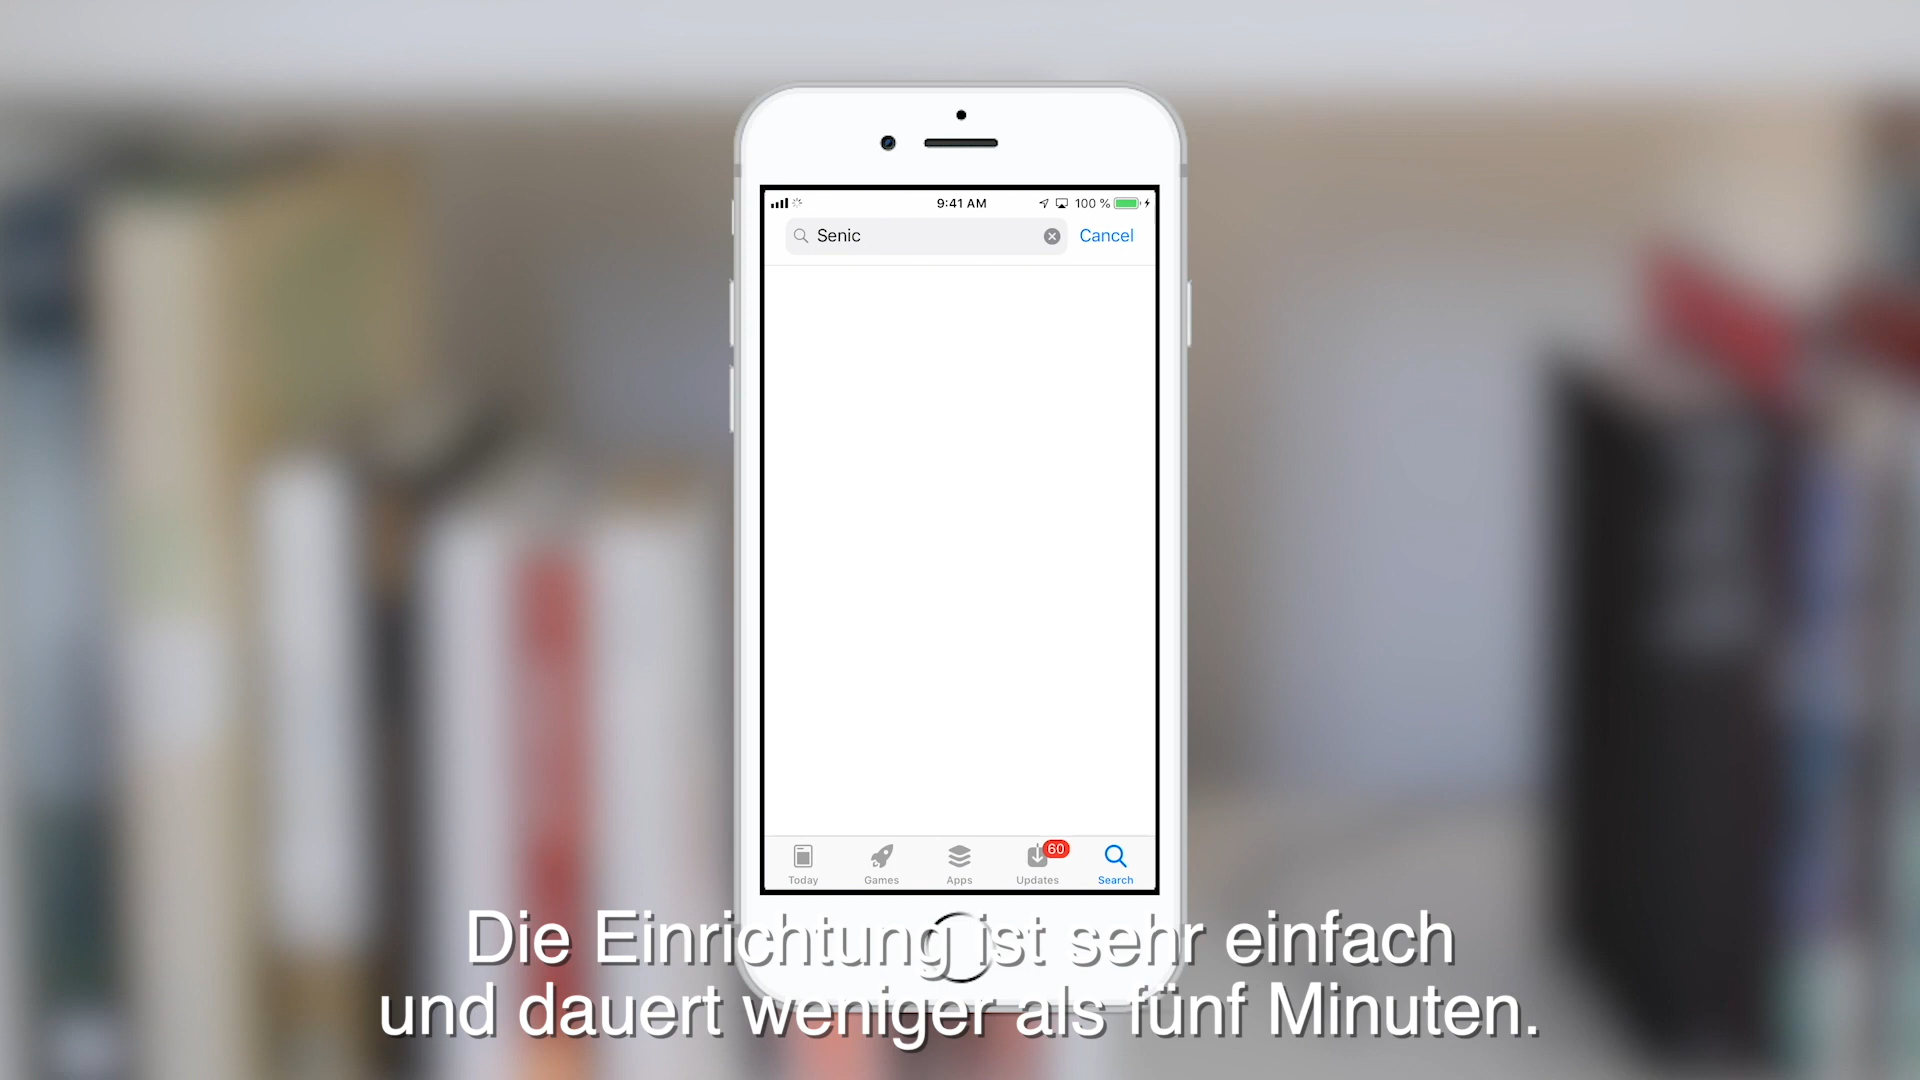 9:41 AM
100 %
Senic
Cancel
60
Today
Games
Apps
Updates
Search
Die Einrichtung ist sehr einfach
und dauert weniger als fünf Minuten.